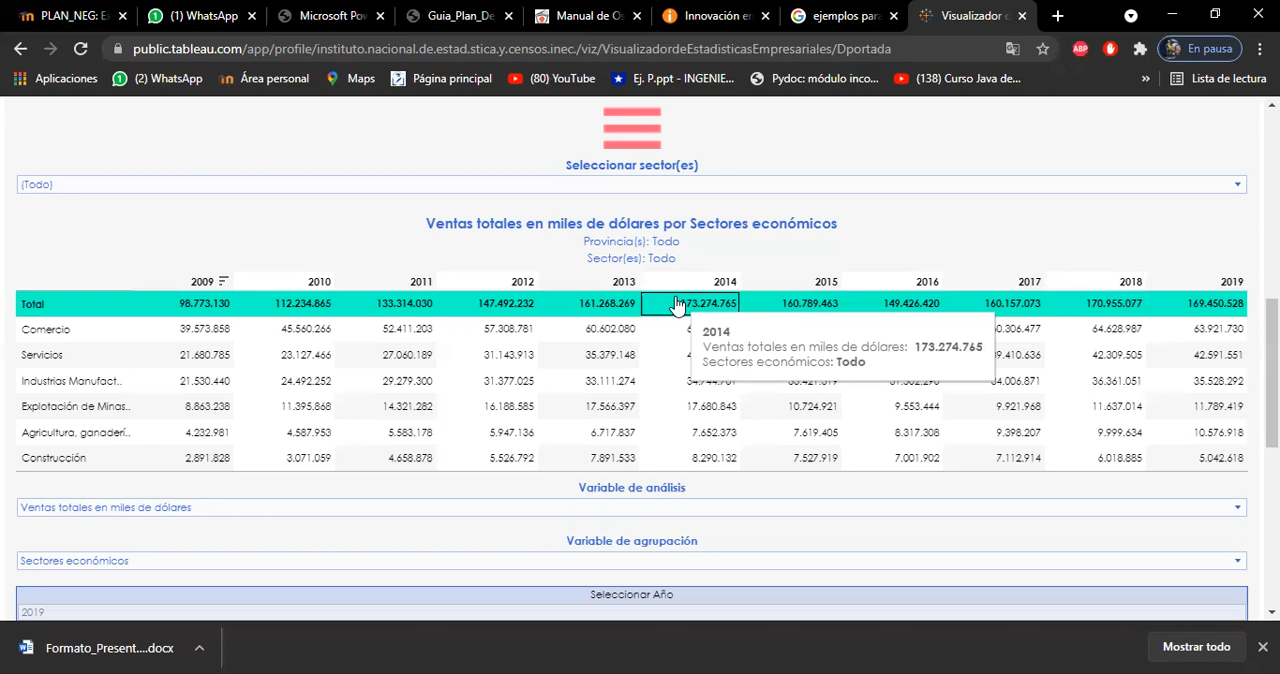 PLAN_NEG: E
(1) WhatsApp
Microsoft Pow
Guia_Plan_De
Manual de Os
Innovación en
ejemplos para
Visualizador d
public.tableau.com/app/profile/instituto.nacional.de.estad.stica.y.censos.inec./viz/VisualizadordeEstadisticasEmpresariales/Dportada
ABP
En pausa
Aplicaciones
(2) WhatsApp
Área personal
Maps
Página principal
(80) YouTube
Ej. P.ppt - INGENIE...
Pydoc: módulo inco...
(138) Curso Java de...
»
Lista de lectura
Seleccionar sector(es)
(Todo)
Ventas totales en miles de dólares por Sectores económicos
Provincia(s): Todo
Sector(es): Todo
2009 2010 2011 2012 2013 2014 2015 2016 2017 2018 2019
Total 98.773.130 112.234.865 133.314.030 147.492.232 161.268.269 173.274.765 160.789.463 149.426.420 160.157.073 170.955.077 169.450.528
Comercio 39.573.858 45.560.266 52.411.203 57.308.781 60.602.080 64.628.987 63.921.730
Servicios 21.680.785 23.127.466 27.060.189 31.143.913 35.379.148 42.309.505 42.591.551
Industrias Manufact.. 21.530.440 24.492.252 29.279.300 31.377.025 33.111.274 36.361.051 35.528.292
Explotación de Minas.. 8.863.238 11.395.868 14.321.282 16.188.585 17.566.397 17.680.843 10.724.921 9.553.444 9.921.968 11.637.014 11.789.419
Agricultura, ganaderí.. 4.232.981 4.587.953 5.583.178 5.947.136 6.717.837 7.652.373 7.619.405 8.317.308 9.398.207 9.999.634 10.576.918
Construcción 2.891.828 3.071.059 4.658.878 5.526.792 7.891.533 8.290.132 7.527.919 7.001.902 7.112.914 6.018.885 5.042.618
2014
Ventas totales en miles de dólares: 173.274.765
Sectores económicos: Todo
Variable de análisis
Ventas totales en miles de dólares
Variable de agrupación
Sectores económicos
Seleccionar Año
2019
Formato_Present....docx
Mostrar todo